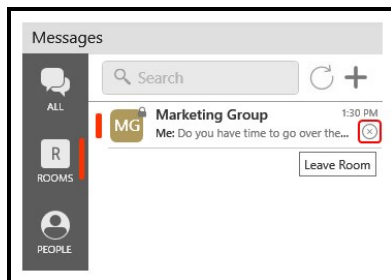 Messages
Search
ALL
MG
Marketing Group 1:30 PM
Me: Do you have time to go over the...
R
ROOMS
Leave Room
PEOPLE